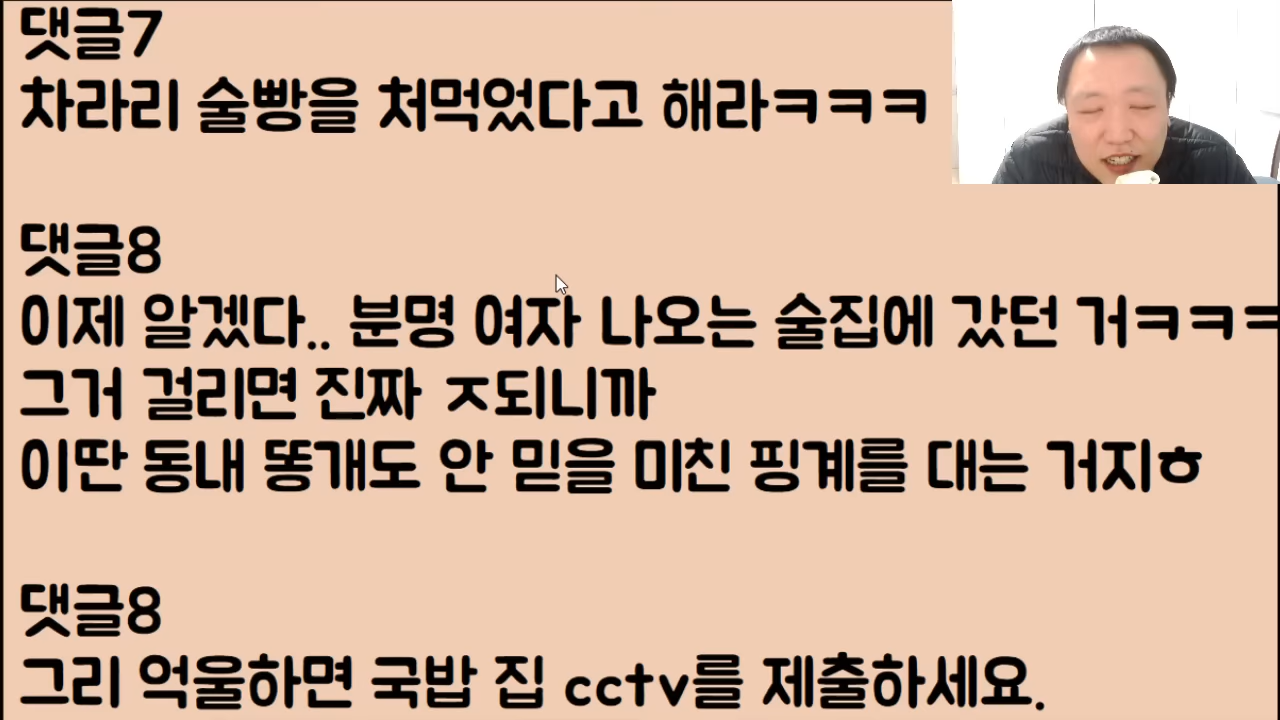 댓글7
차라리 술빵을 처먹었다고 해라ㅋㅋㅋ
댓글8
이제 알겠다.. 분명 여자 나오는 술집에 갔던 거ㅋㅋㅋ
그거 걸리면 진짜 ㅈ되니까
이딴 동내 똥개도 안 믿을 미친 핑계를 대는 거지ㅎ
댓글8
그리 억울하면 국밥 집 cctv를 제출하세요.